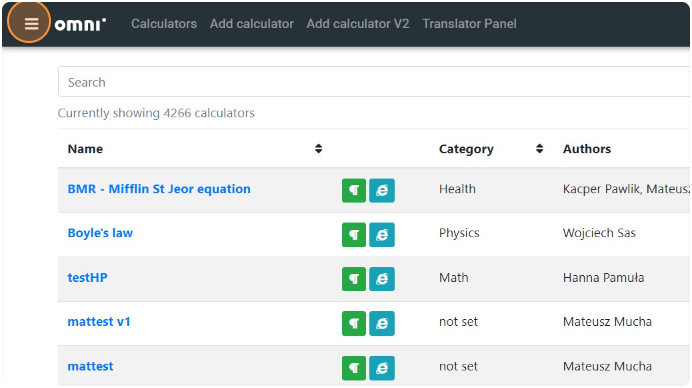 omni Calculators Add calculator Add calculator V2 Translator Panel
Search
Currently showing 4266 calculators
Name Category Authors
BMR - Mifflin St Jeor equation Health Kacper Pawlik, Mateus
Boyle's law Physics Wojciech Sas
testHP Math Hanna Pamuła
mattest v1 not set Mateusz Mucha
mattest not set Mateusz Mucha